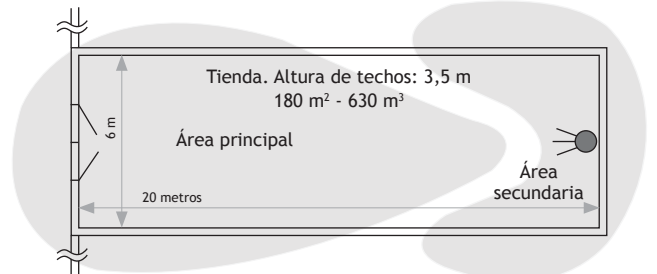 Tienda. Altura de techos: 3,5 m
180 m² - 630 m³
6 m
Área principal
Área
secundaria
20 metros